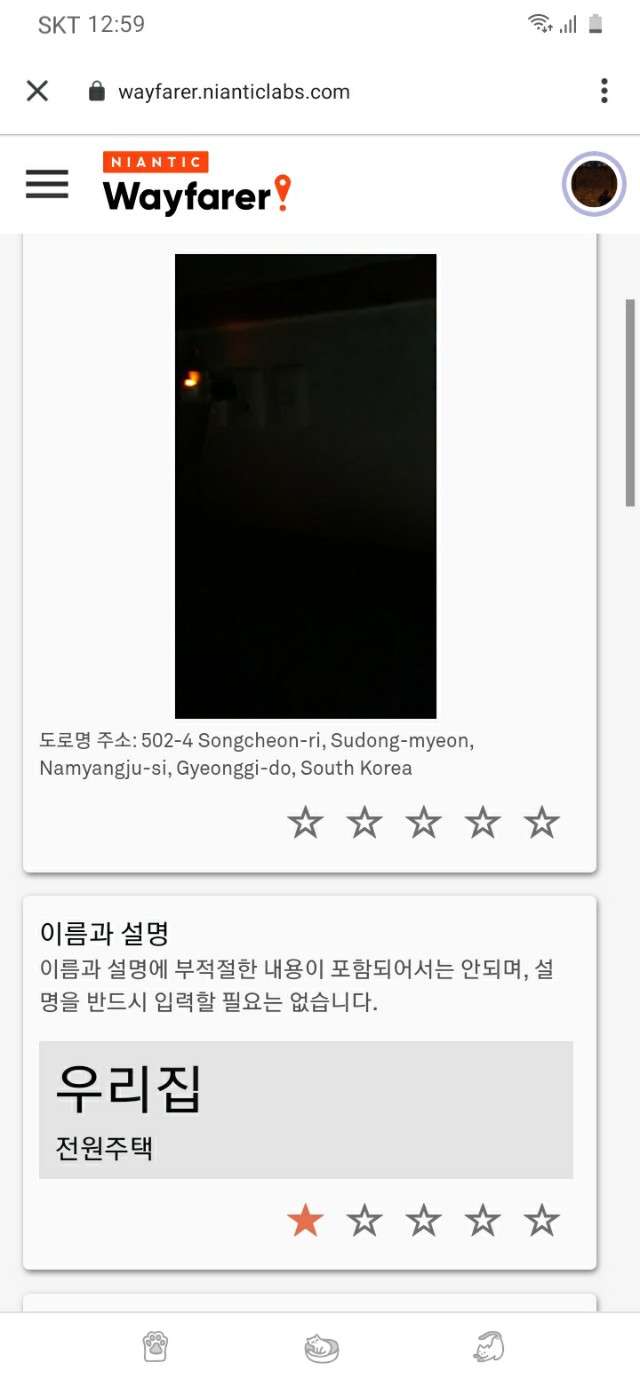 SKT 12:59
wayfarer.nianticlabs.com
NIANTIC
Wayfarer
도로명 주소: 502-4 Songcheon-ri, Sudong-myeon,
Namyangju-si, Gyeonggi-do, South Korea
이름과 설명
이름과 설명에 부적절한 내용이 포함되어서는 안되며, 설
명을 반드시 입력할 필요는 없습니다.
우리집
전원주택